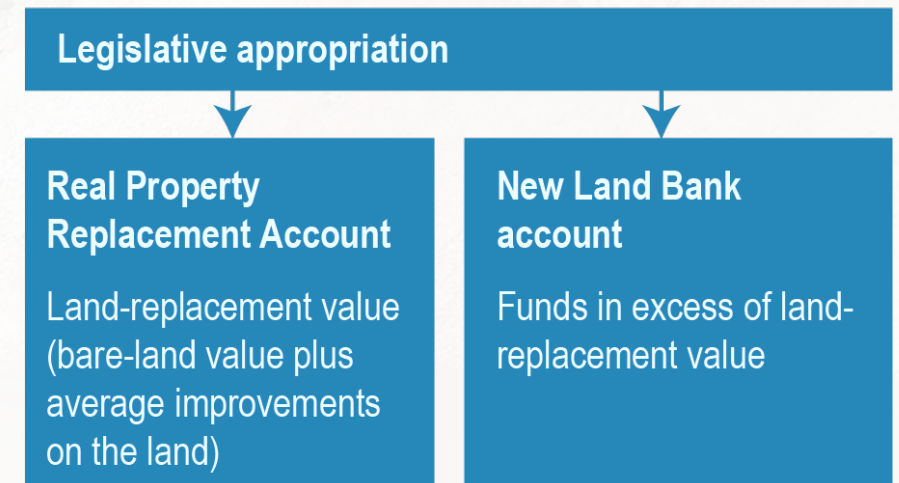 Legislative appropriation
Real Property
Replacement Account
Land-replacement value
(bare-land value plus
average improvements
on the land)
New Land Bank
account
Funds in excess of land-
replacement value